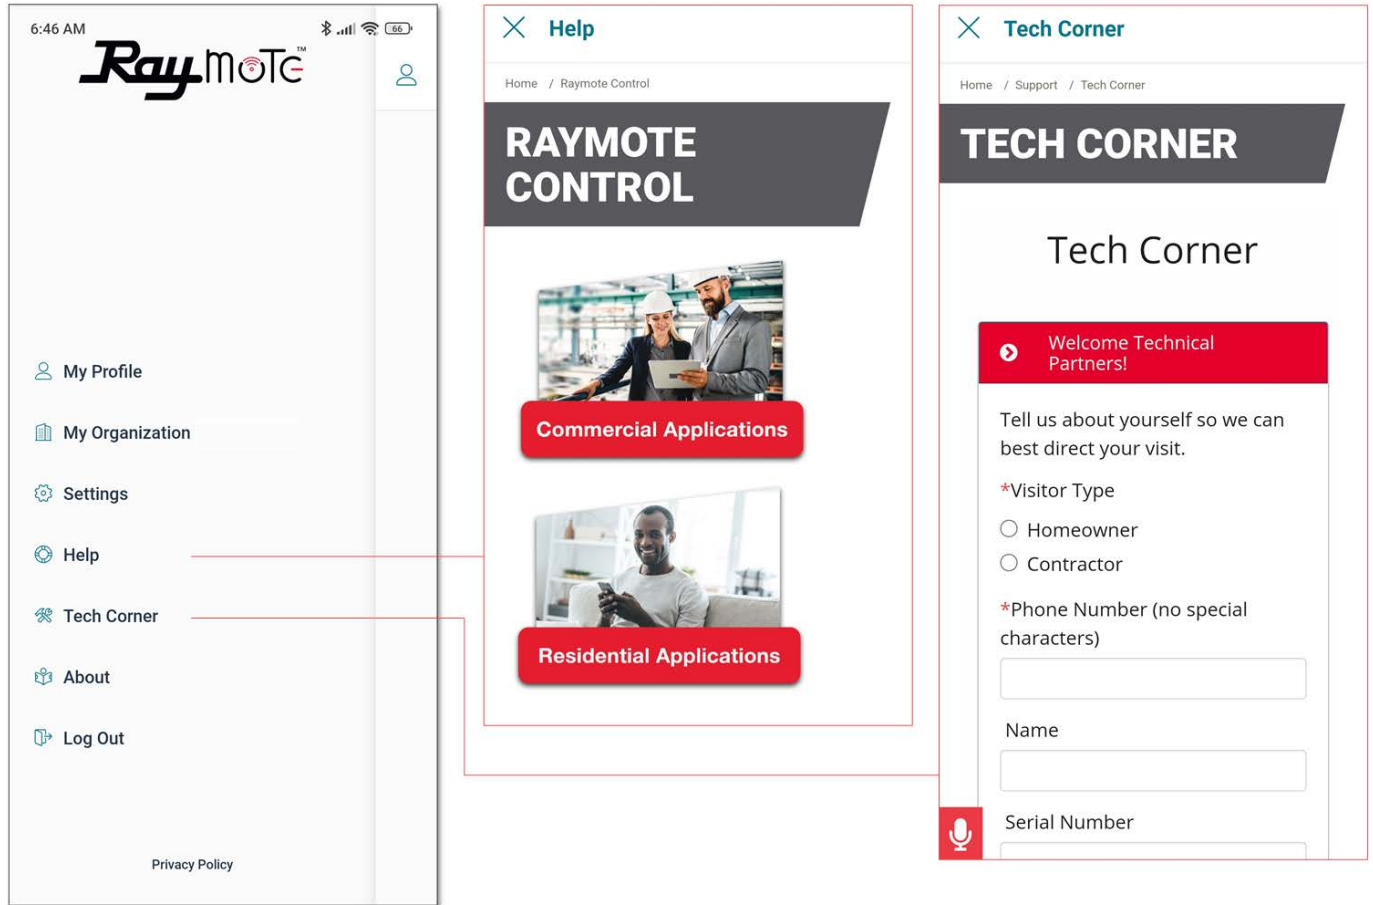 6:46 AM
66
Raymote™
My Profile
My Organization
Settings
Help
Tech Corner
About
Log Out
Privacy Policy
Help
Home / Raymote Control
RAYMOTE
CONTROL
Commercial Applications
Residential Applications
Tech Corner
Home / Support / Tech Corner
TECH CORNER
Tech Corner
Welcome Technical
Partners!
Tell us about yourself so we can
best direct your visit.
*Visitor Type
Homeowner
Contractor
*Phone Number (no special
characters)
Name
Serial Number